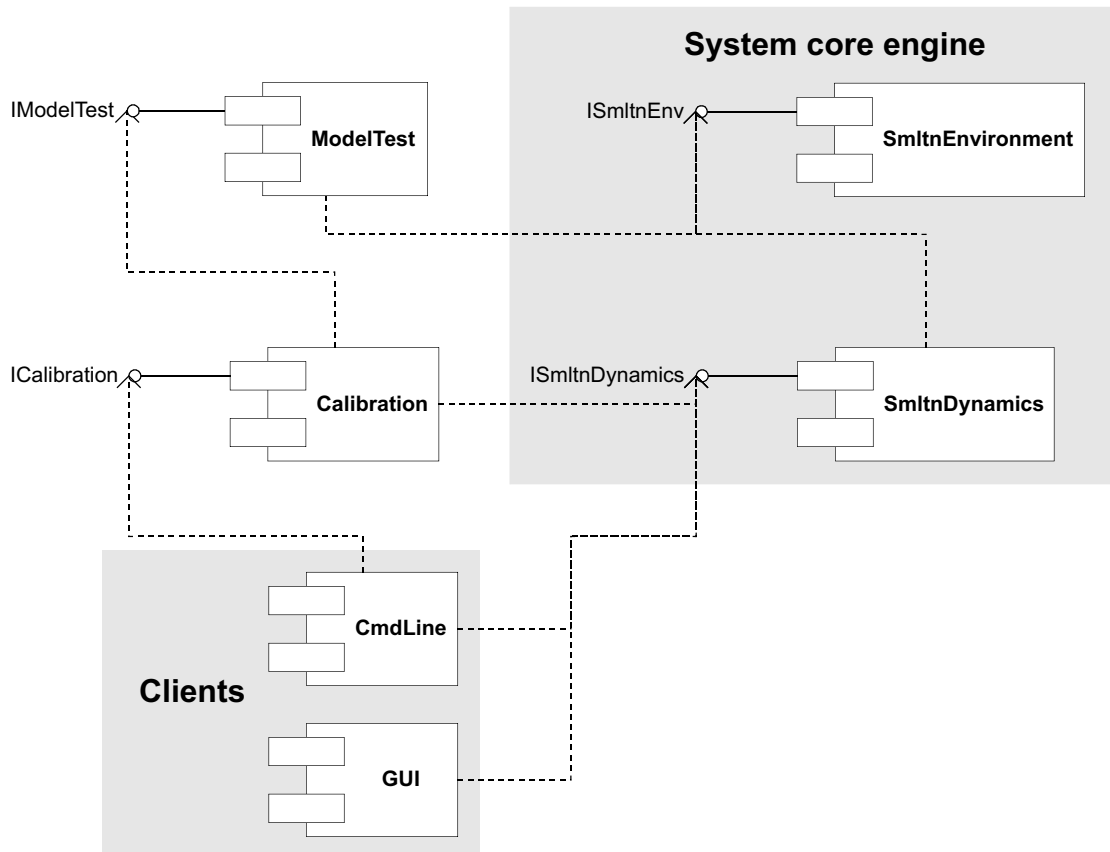 System core engine
IModelTest
ModelTest
ISmltnEnv
SmltnEnvironment
ICalibration
Calibration
ISmltnDynamics
SmltnDynamics
CmdLine
Clients
GUI